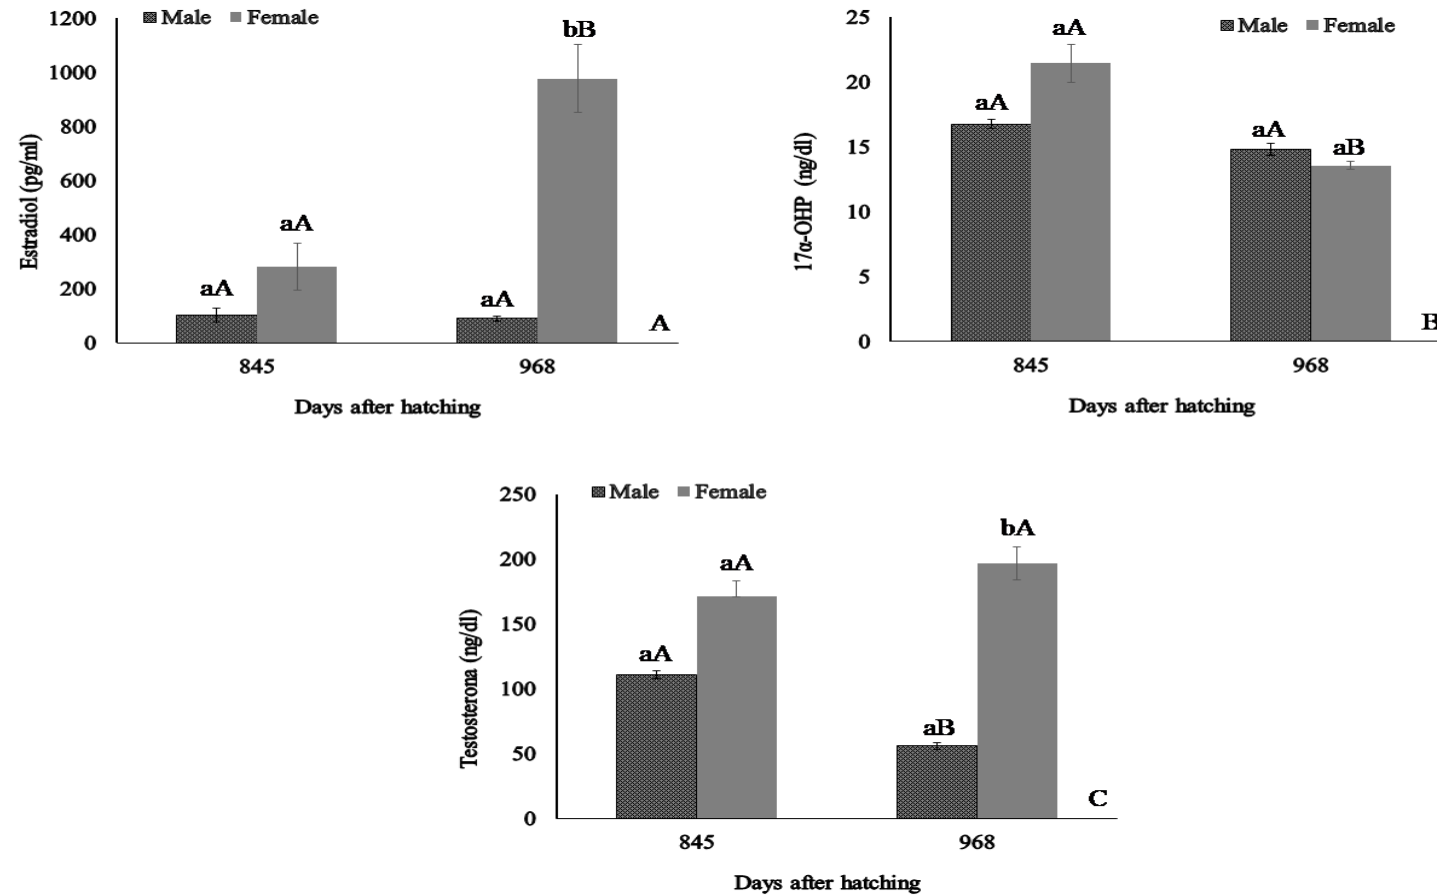 Male Female
1200
1000
800
600
400
200
0
Estradiol (pg/ml)
aA
aA
aA
bB
845 968
Days after hatching
A
Male Female
25
20
15
10
5
0
17α-OHP (ng/dl)
aA
aA
aA
aB
845 968
Days after hatching
B
Male Female
250
200
150
100
50
0
Testosterona (ng/dl)
aA
aA
aB
bA
845 968
Days after hatching
C